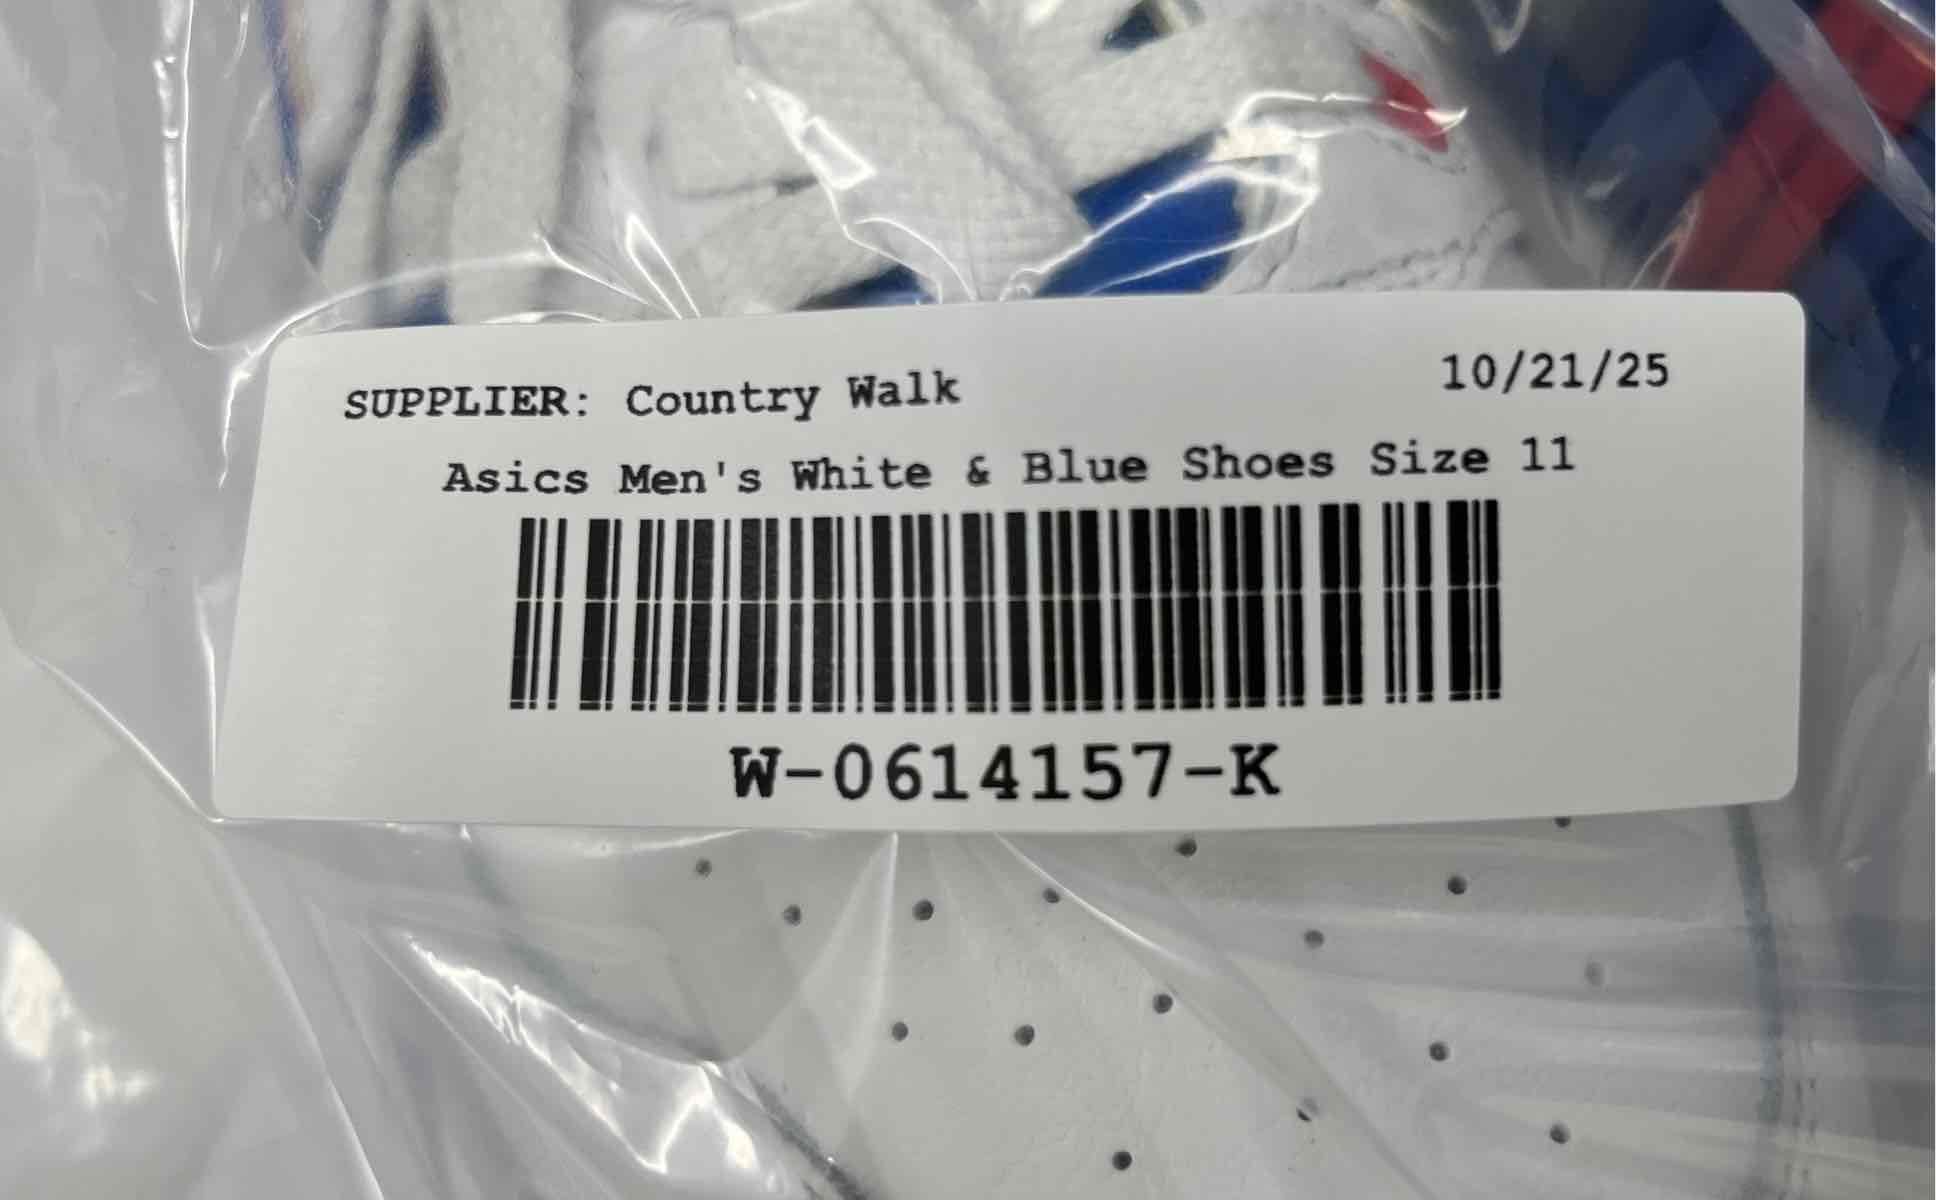 SUPPLIER: Country Walk 10/21/25
Asics Men's White & Blue Shoes Size 11
W-0614157-K